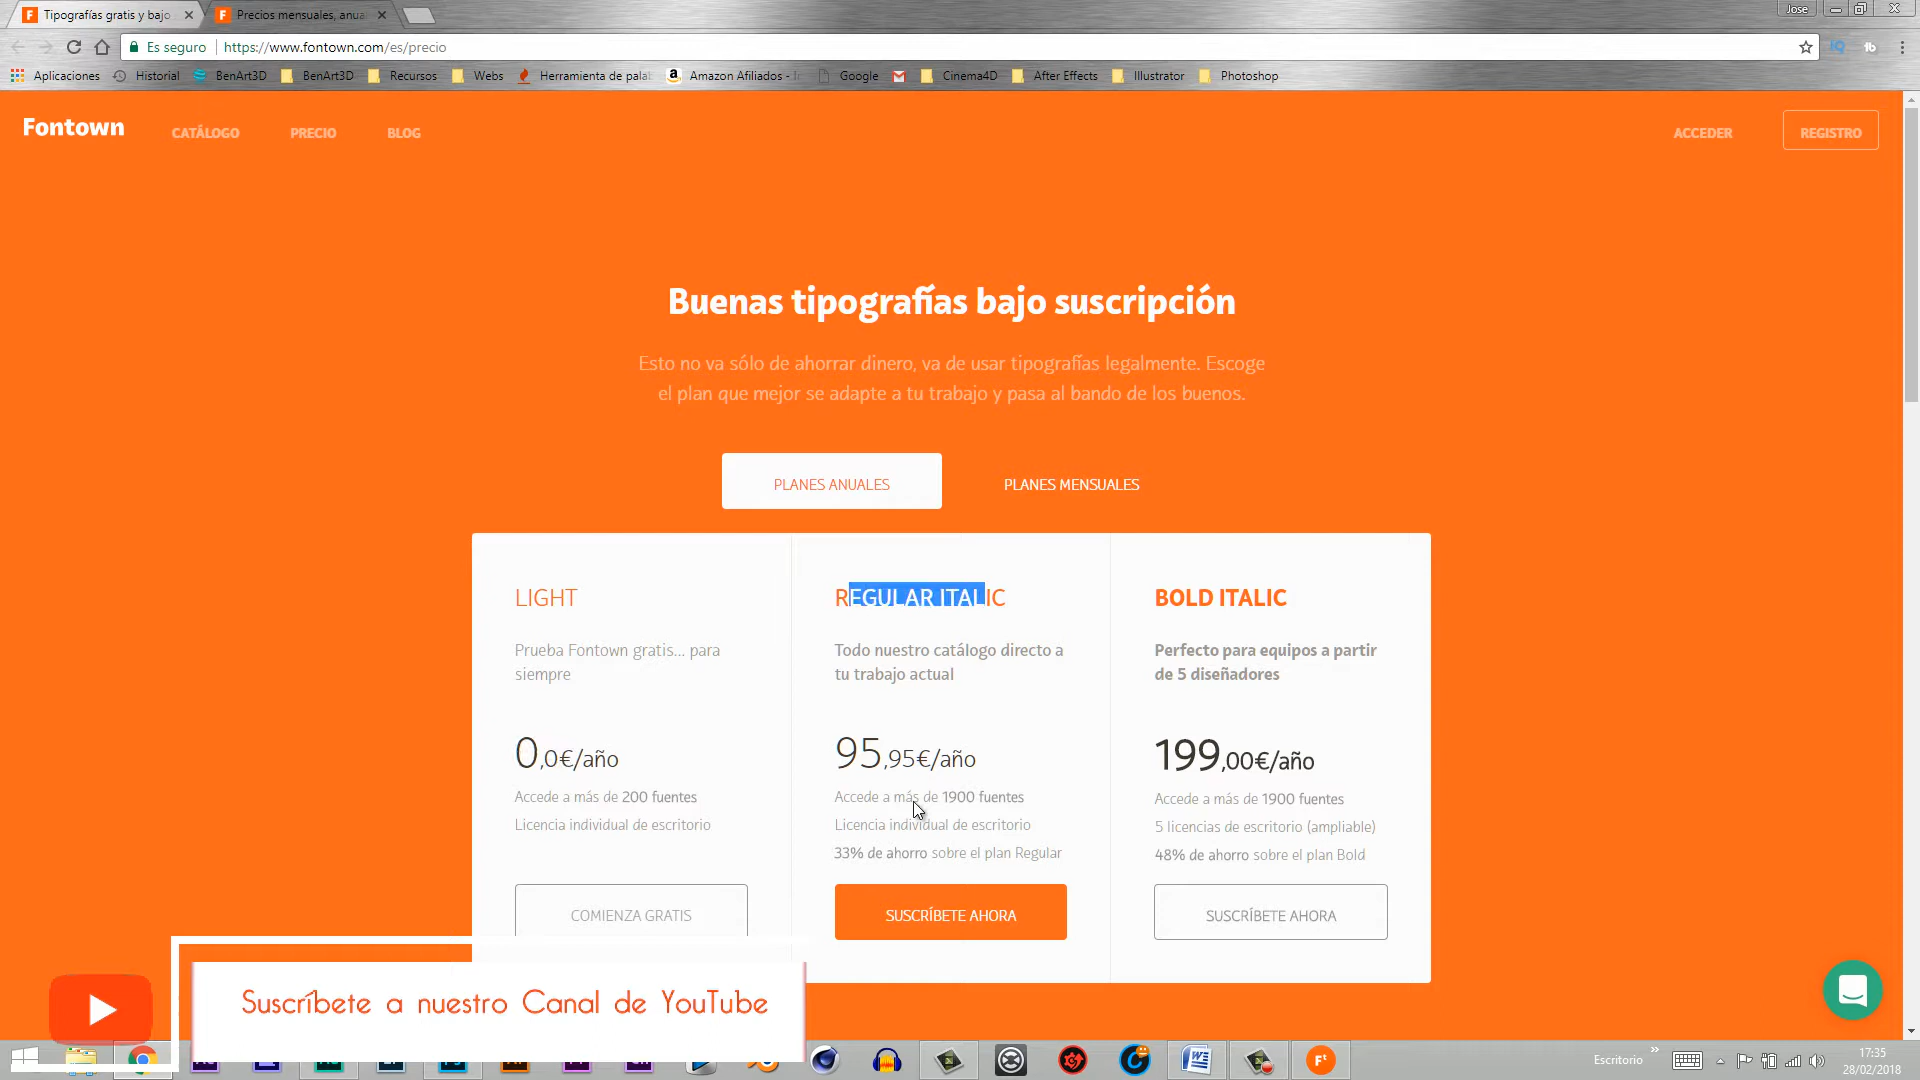 Tipografías gratis y bajo
Precios mensuales, anua
Jose
Es seguro
https://www.fontown.com/es/precio
Aplicaciones
Historial
BenArt3D
BenArt3D
Recursos
Webs
Herramienta de pala
Amazon Afiliados -
Google
Cinema4D
After Effects
Illustrator
Photoshop
Fontown
CATÁLOGO
PRECIO
BLOG
ACCEDER
REGISTRO
Buenas tipografías bajo suscripción
Esto no va sólo de ahorrar dinero, va de usar tipografías legalmente. Escoge
el plan que mejor se adapte a tu trabajo y pasa al bando de los buenos.
PLANES ANUALES
PLANES MENSUALES
LIGHT
Prueba Fontown gratis... para
siempre
0,0€/año
Accede a más de 200 fuentes
Licencia individual de escritorio
COMIENZA GRATIS
REGULAR ITALIC
Todo nuestro catálogo directo a
tu trabajo actual
95,95€/año
Accede a más de 1900 fuentes
Licencia individual de escritorio
33% de ahorro sobre el plan Regular
SUSCRÍBETE AHORA
BOLD ITALIC
Perfecto para equipos a partir
de 5 diseñadores
199,00€/año
Accede a más de 1900 fuentes
5 licencias de escritorio (ampliable)
48% de ahorro sobre el plan Bold
SUSCRÍBETE AHORA
Suscríbete a nuestro Canal de YouTube
Escritorio
17:35
28/02/2018